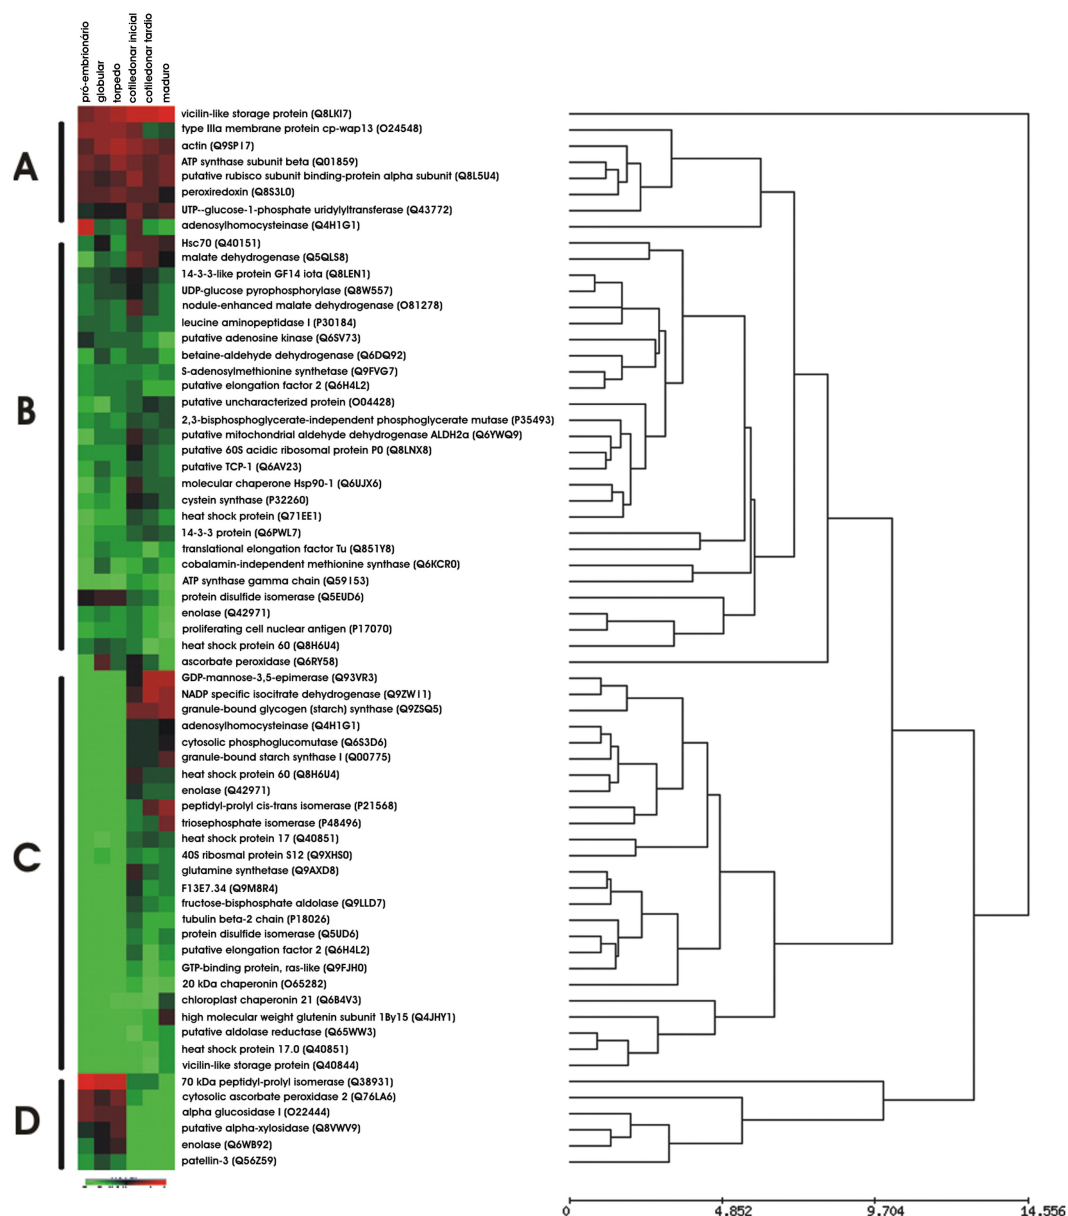 pró-embrionário
globular
torpedo
cotiledonar inicial
cotiledonar tardio
maduro
vicilin-like storage protein (Q8LKI7)
A
type IIIa membrane protein cp-wap13 (O24548)
actin (Q9SPI7)
ATP synthase subunit beta (Q01859)
putative rubisco subunit binding-protein alpha subunit (Q8L5U4)
peroxiredoxin (Q8S3L0)
UTP--glucose-1-phosphate uridylyltransferase (Q43772)
adenosylhomocysteinase (Q4H1G1)
B
Hsc70 (Q40151)
malate dehydrogenase (Q5QLS8)
14-3-3-like protein GF14 iota (Q8LEN1)
UDP-glucose pyrophosphorylase (Q8W557)
nodule-enhanced malate dehydrogenase (O81278)
leucine aminopeptidase I (P30184)
putative adenosine kinase (Q6SV73)
betaine-aldehyde dehydrogenase (Q6DQ92)
S-adenosylmethionine synthetase (Q9FVG7)
putative elongation factor 2 (Q6H4L2)
putative uncharacterized protein (O04428)
2,3-bisphosphoglycerate-independent phosphoglycerate mutase (P35493)
putative mitochondrial aldehyde dehydrogenase ALDH2a (Q6YWQ9)
putative 60S acidic ribosomal protein P0 (Q8LNX8)
putative TCP-1 (Q6AV23)
molecular chaperone Hsp90-1 (Q6UJX6)
cystein synthase (P32260)
heat shock protein (Q71EE1)
14-3-3 protein (Q6PWL7)
translational elongation factor Tu (Q851Y8)
cobalamin-independent methionine synthase (Q6KCR0)
ATP synthase gamma chain (Q59I53)
protein disulfide isomerase (Q5EUD6)
enolase (Q42971)
proliferating cell nuclear antigen (P17070)
heat shock protein 60 (Q8H6U4)
ascorbate peroxidase (Q6RY58)
C
GDP-mannose-3,5-epimerase (Q93VR3)
NADP specific isocitrate dehydrogenase (Q9ZWI1)
granule-bound glycogen (starch) synthase (Q9ZSQ5)
adenosylhomocysteinase (Q4H1G1)
cytosolic phosphoglucomutase (Q6S3D6)
granule-bound starch synthase I (Q00775)
heat shock protein 60 (Q8H6U4)
enolase (Q42971)
peptidyl-prolyl cis-trans isomerase (P21568)
triosephosphate isomerase (P48496)
heat shock protein 17 (Q40851)
40S ribosmal protein S12 (Q9XHS0)
glutamine synthetase (Q9AXD8)
F13E7.34 (Q9M8R4)
fructose-bisphosphate aldolase (Q9LLD7)
tubulin beta-2 chain (P18026)
protein disulfide isomerase (Q5UD6)
putative elongation factor 2 (Q6H4L2)
GTP-binding protein, ras-like (Q9FJH0)
20 kDa chaperonin (O65282)
chloroplast chaperonin 21 (Q6B4V3)
high molecular weight glutenin subunit 1By15 (Q4JHY1)
putative aldolase reductase (Q65WW3)
heat shock protein 17.0 (Q40851)
vicilin-like storage protein (Q40844)
D
70 kDa peptidyl-prolyl isomerase (Q38931)
cytosolic ascorbate peroxidase 2 (Q76LA6)
alpha glucosidase I (O22444)
putative alpha-xylosidase (Q8VWV9)
enolase (Q6WB92)
patellin-3 (Q56Z59)
0 4.852 9.704 14.556